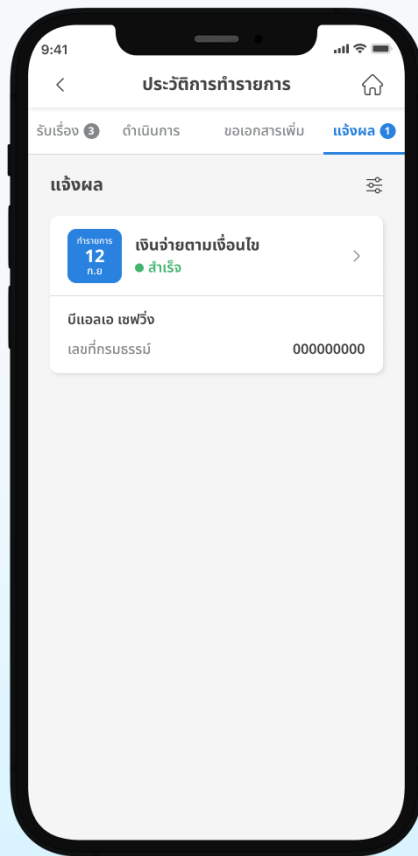 9:41
ประวัติการทำรายการ
รับเรื่อง 3 ดำเนินการ ขอเอกสารเพิ่ม แจ้งผล 1
แจ้งผล
ทำรายการ
12
ก.ย
เงินจ่ายตามเงื่อนไข
สำเร็จ
บีแอลเอ เซฟวิ่ง
เลขที่กรมธรรม์ 000000000